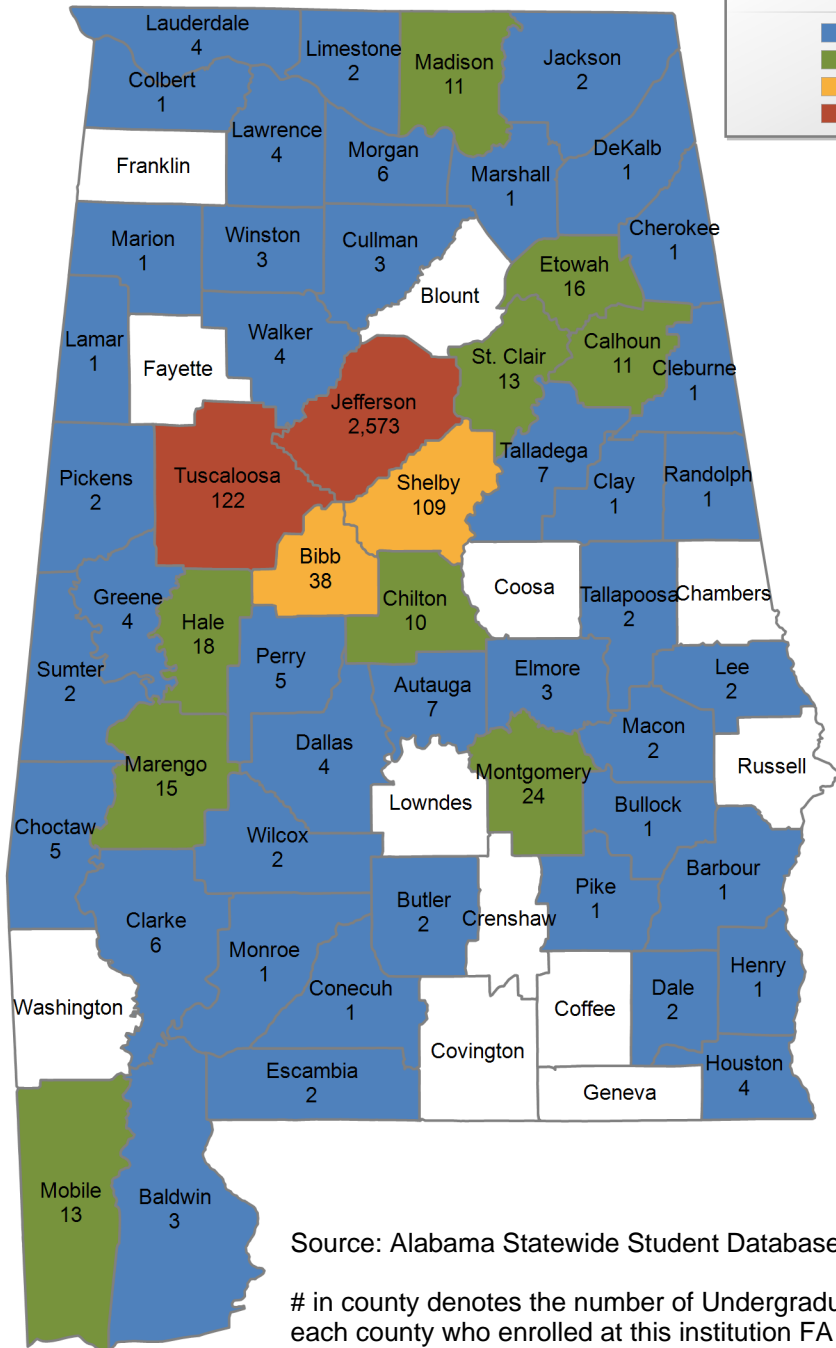 Lauderdale
4
Limestone
2
Madison
11
Jackson
2
Colbert
1
Lawrence
4
Franklin
Morgan
6
Marshall
1
DeKalb
1
Marion
1
Winston
3
Cullman
3
Cherokee
1
Etowah
16
Blount
Lamar
1
Fayette
Walker
4
St. Clair
13
Calhoun
11
Cleburne
1
Jefferson
2,573
Pickens
2
Tuscaloosa
122
Shelby
109
Talladega
7
Clay
1
Randolph
1
Bibb
38
Greene
4
Hale
18
Chilton
10
Coosa
Tallapoosa
2
Chambers
Sumter
2
Perry
5
Autauga
7
Elmore
3
Lee
2
Marengo
15
Dallas
4
Macon
2
Russell
Lowndes
Montgomery
24
Bullock
1
Choctaw
5
Wilcox
2
Barbour
1
Clarke
6
Butler
2
Crenshaw
Pike
1
Monroe
1
Conecuh
1
Henry
1
Washington
Coffee
Dale
2
Covington
Escambia
2
Geneva
Houston
4
Mobile
13
Baldwin
3
Source: Alabama Statewide Student Database
# in county denotes the number of Undergradu
each county who enrolled at this institution FA